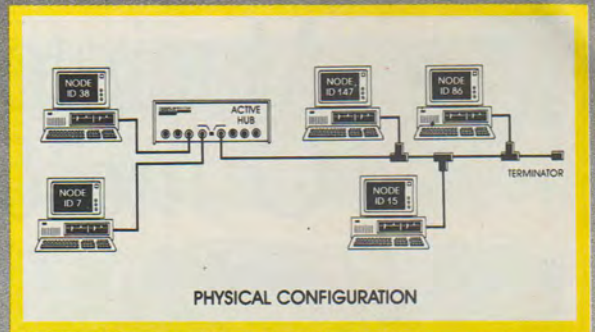 NODE
ID 38
ACTIVE
HUB
NODE
ID 147
NODE
ID 86
TERMINATOR
NODE
ID 7
NODE
ID 15
PHYSICAL CONFIGURATION